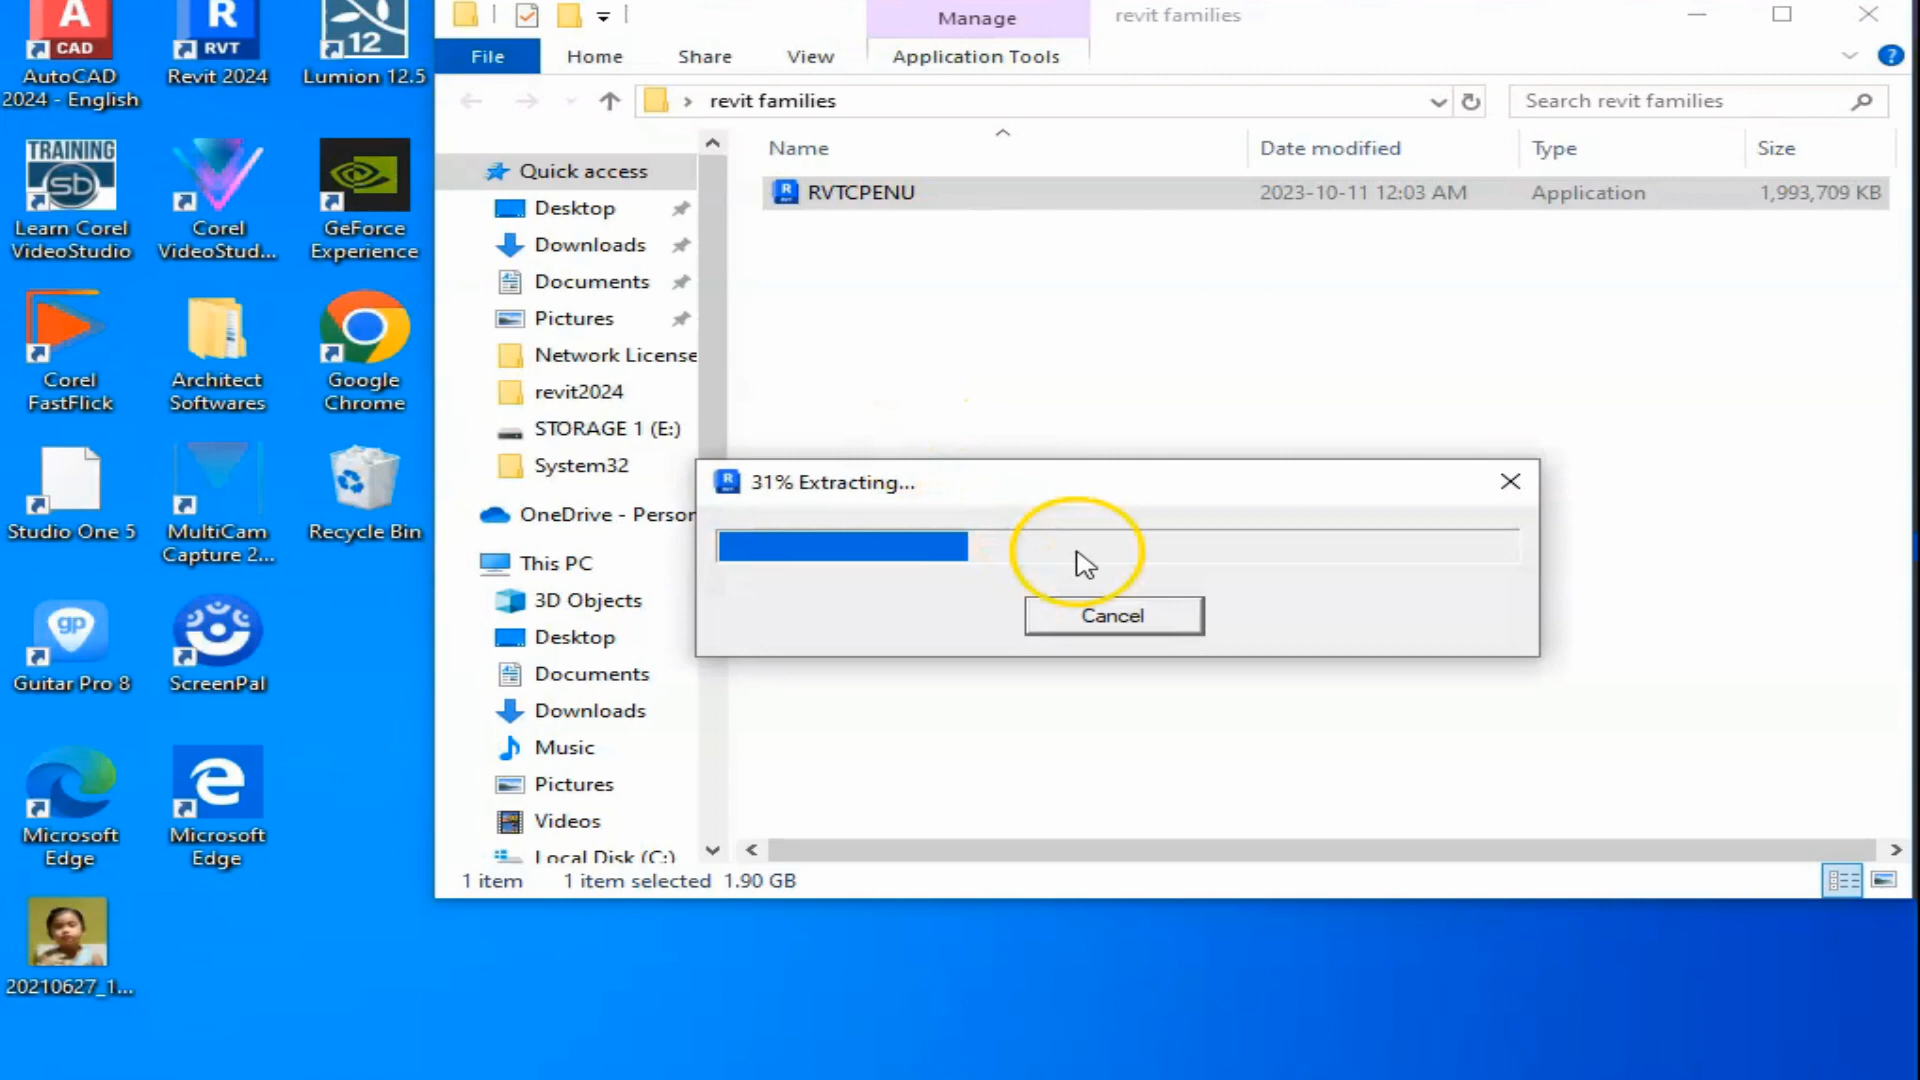 A
CAD
AutoCAD
2024 - English
R
RVT
Revit 2024
12
Lumion 12.5
TRAINING
sb
Learn Corel
VideoStudio
Corel
VideoStud...
GeForce
Experience
Corel
FastFlick
Architect
Softwares
Google
Chrome
Studio One 5
MultiCam
Capture 2...
Recycle Bin
gp
Guitar Pro 8
ScreenPal
Microsoft
Edge
Microsoft
Edge
20210627_1...
Manage
revit families
File
Home
Share
View
Application Tools
?
revit families
Search revit families
Name
Date modified
Type
Size
RVTCPENU
2023-10-11 12:03 AM
Application
1,993,709 KB
Quick access
Desktop
Downloads
Documents
Pictures
Network License
revit2024
STORAGE 1 (E:)
System32
OneDrive - Person
This PC
3D Objects
Desktop
Documents
Downloads
Music
Pictures
Videos
Local Disk (C:)
31% Extracting...
Cancel
1 item
1 item selected 1.90 GB